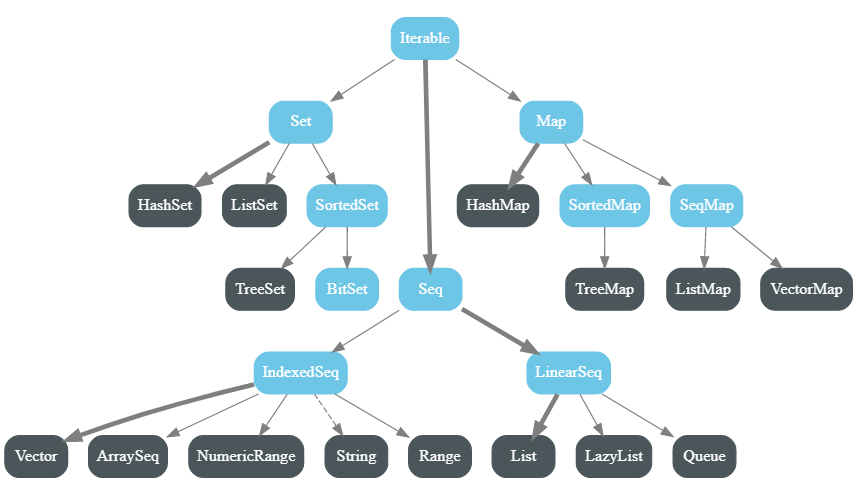 Iterable
Set
Map
HashSet
ListSet
SortedSet
HashMap
SortedMap
SeqMap
TreeSet
BitSet
Seq
TreeMap
ListMap
VectorMap
IndexedSeq
LinearSeq
Vector
ArraySeq
NumericRange
String
Range
List
LazyList
Queue